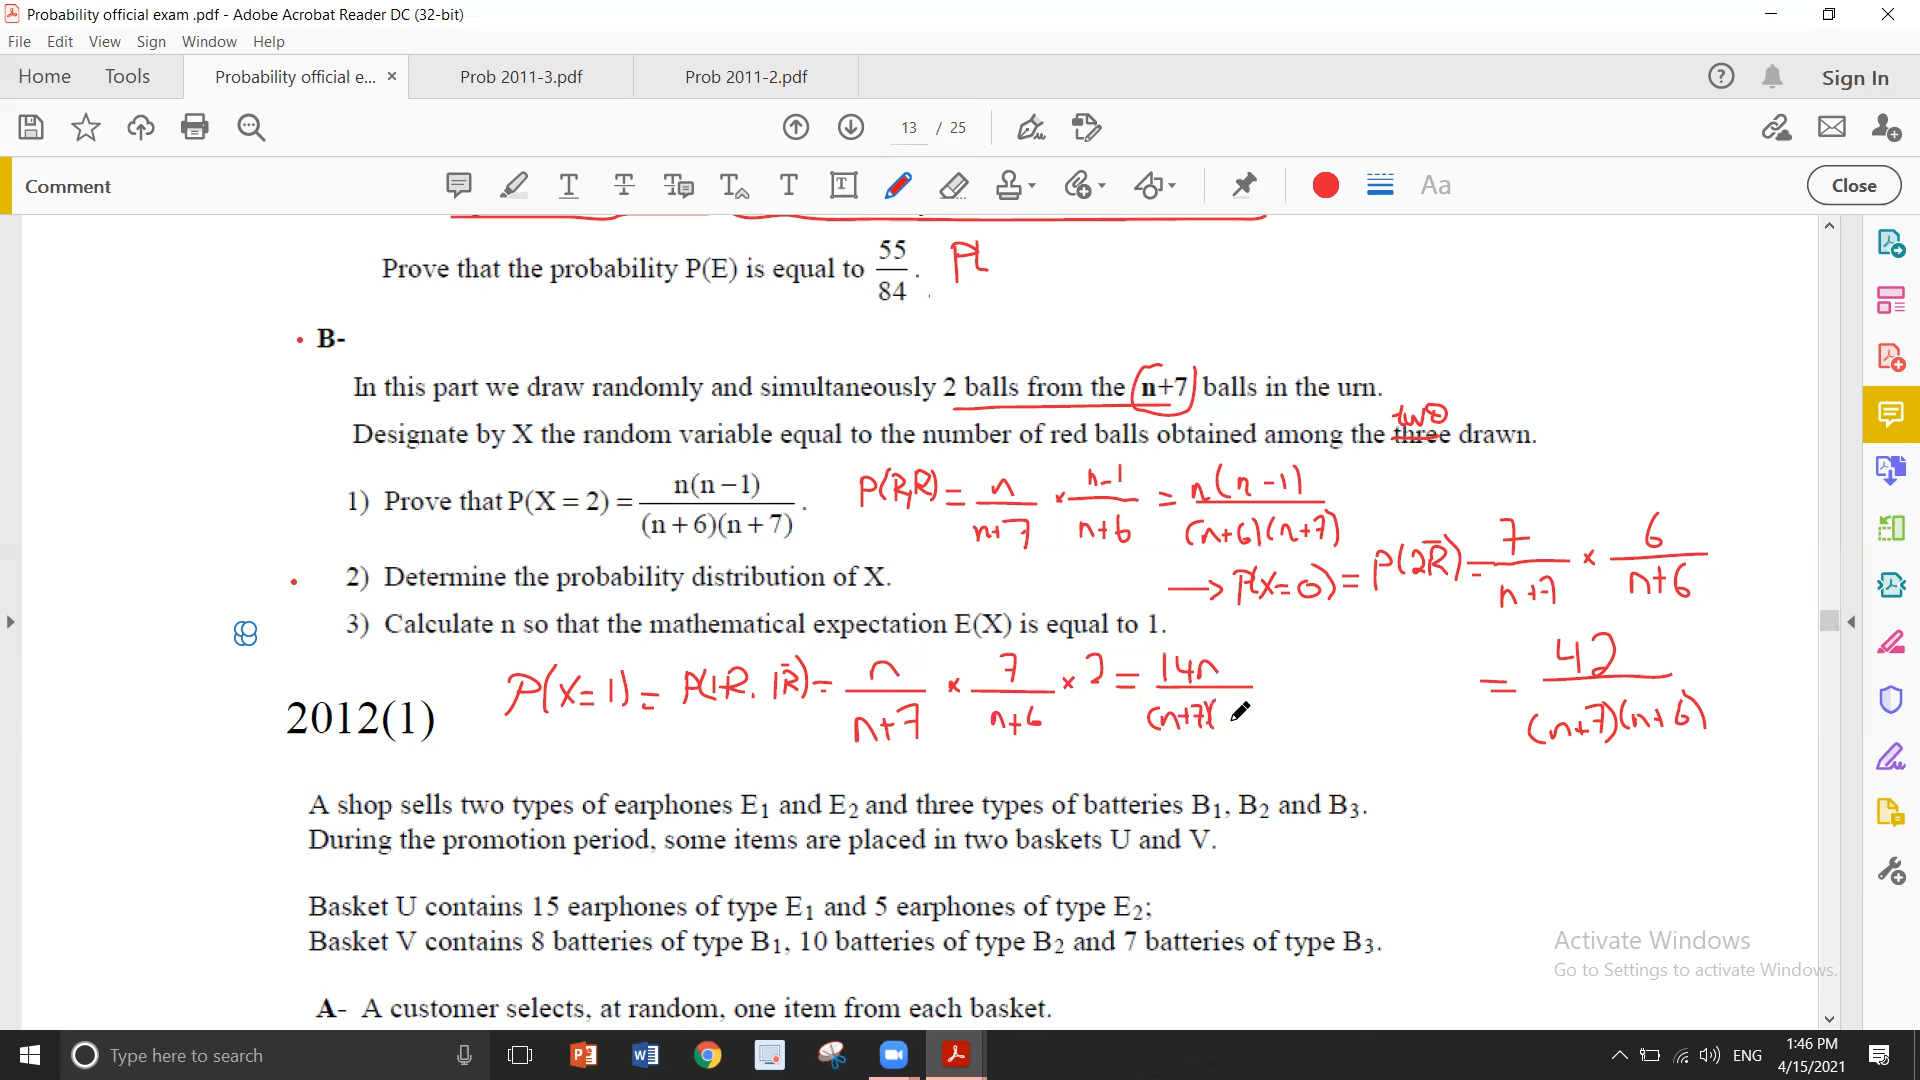 Probability official exam .pdf - Adobe Acrobat Reader DC (32-bit)
File Edit View Sign Window Help
Home Tools Probability official e... × Prob 2011-3.pdf Prob 2011-2.pdf Sign In
13 / 25
Comment Aa Close
Prove that the probability P(E) is equal to 55/84.
B-
In this part we draw randomly and simultaneously 2 balls from the n+7 balls in the urn.
two
Designate by X the random variable equal to the number of red balls obtained among the three drawn.
1) Prove that P(X = 2) = n(n − 1)/((n + 6)(n + 7)). P(R,R) = n/(n+7) × (n-1)/(n+6) = n(n-1)/((n+6)(n+7))
2) Determine the probability distribution of X. → P(X=0) = P(2R̄) = 7/(n+7) × 6/(n+6)
3) Calculate n so that the mathematical expectation E(X) is equal to 1.
= 42/((n+7)(n+6))
P(X=1) = P(1R. 1R̄) = n/(n+7) × 7/(n+6) × 2 = 14n/(n+7)(
2012(1)
A shop sells two types of earphones E1 and E2 and three types of batteries B1, B2 and B3.
During the promotion period, some items are placed in two baskets U and V.
Basket U contains 15 earphones of type E1 and 5 earphones of type E2;
Basket V contains 8 batteries of type B1, 10 batteries of type B2 and 7 batteries of type B3.
Activate Windows
Go to Settings to activate Windows.
A- A customer selects, at random, one item from each basket.
Type here to search
ENG
1:46 PM
4/15/2021